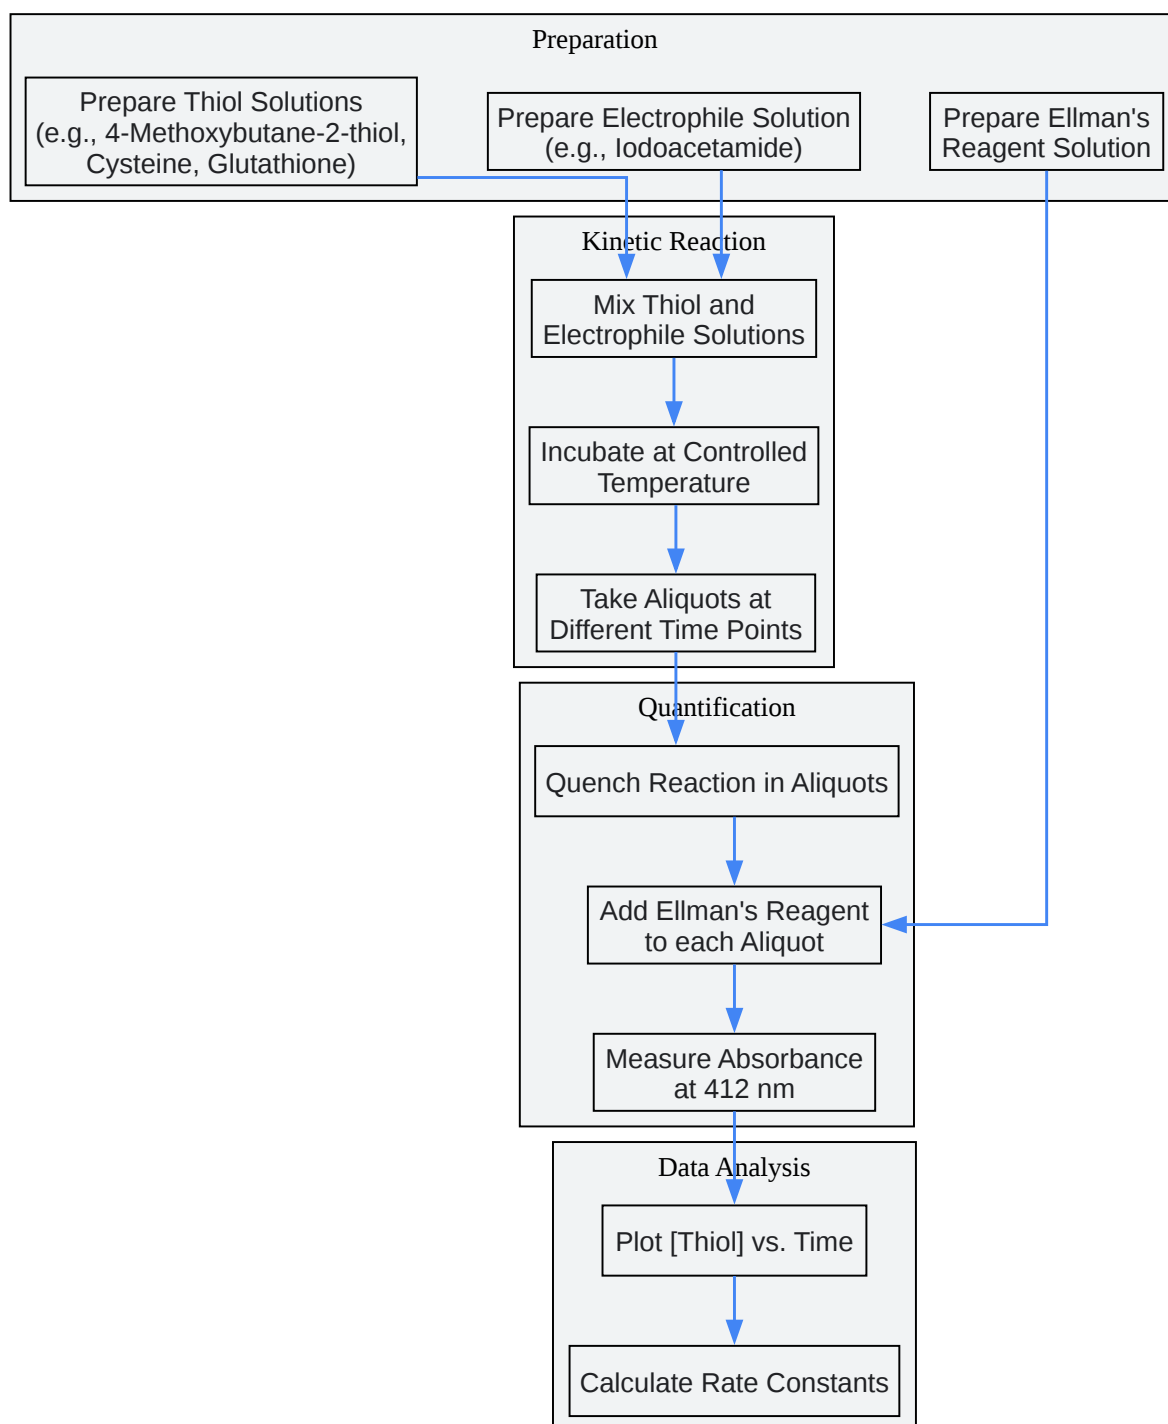 Preparation
Prepare Thiol Solutions
(e.g., 4-Methoxybutane-2-thiol,
Cysteine, Glutathione)
Prepare Electrophile Solution
(e.g., Iodoacetamide)
Prepare Ellman's
Reagent Solution
Kinetic Reaction
Mix Thiol and
Electrophile Solutions
Incubate at Controlled
Temperature
Take Aliquots at
Different Time Points
Quantification
Quench Reaction in Aliquots
Add Ellman's Reagent
to each Aliquot
Measure Absorbance
at 412 nm
Data Analysis
Plot [Thiol] vs. Time
Calculate Rate Constants